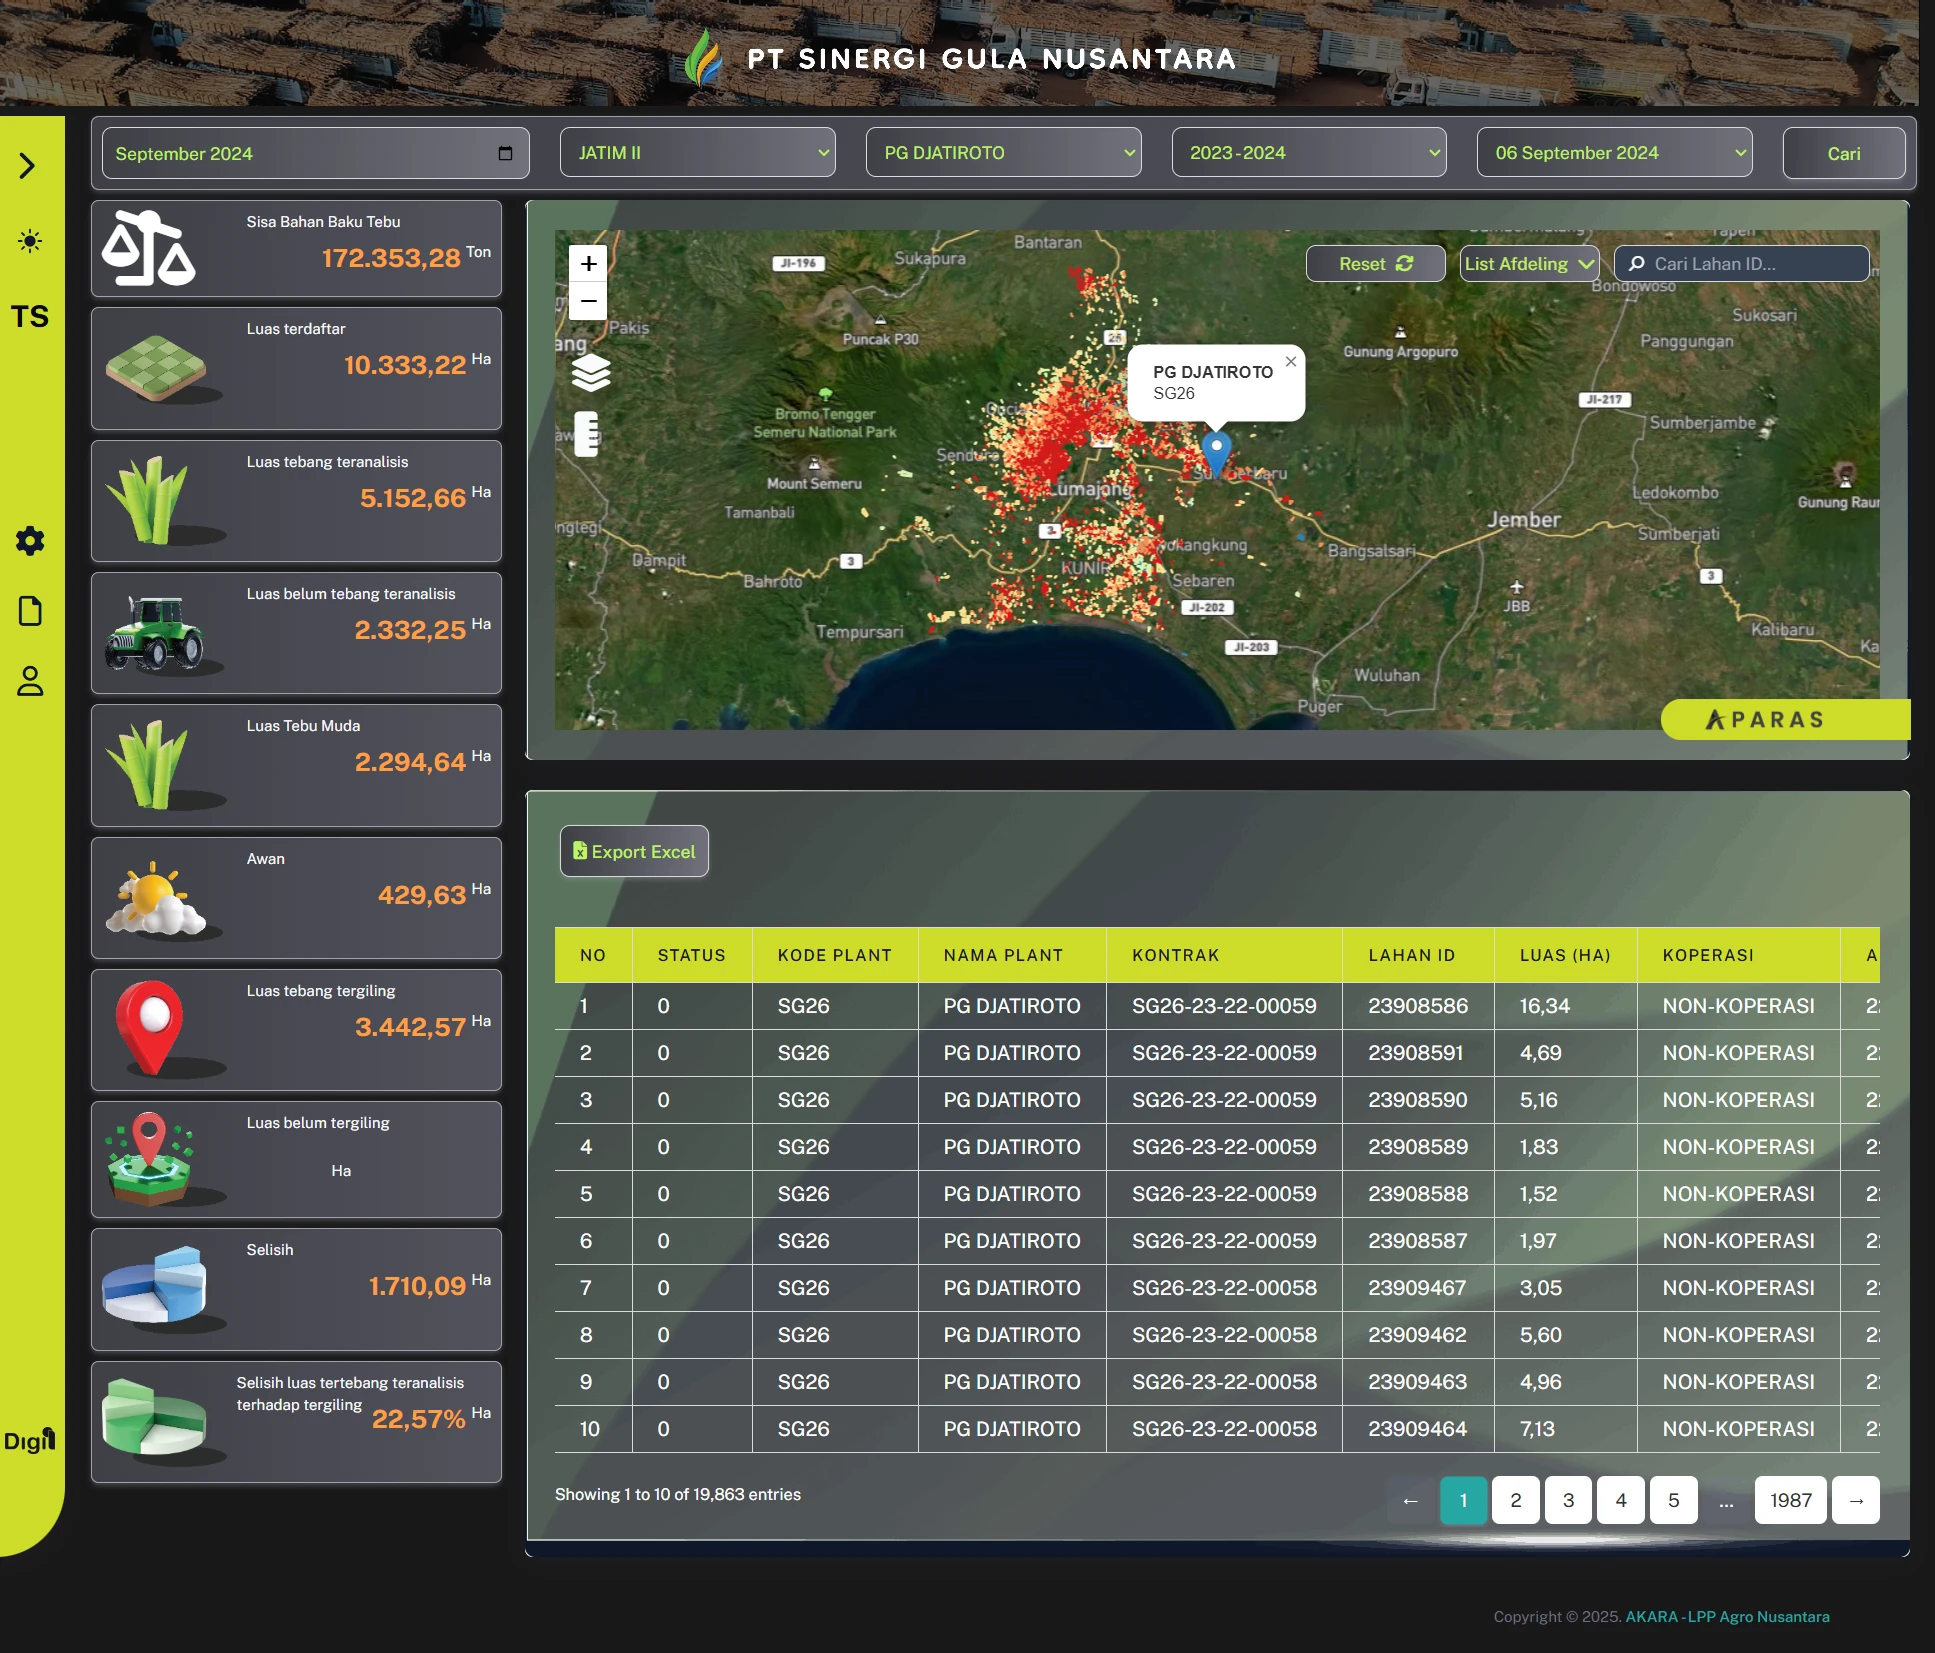 PT SINERGI GULA NUSANTARA
September 2024
JATIM II
PG DJATIROTO
2023-2024
06 September 2024
Cari
TS
Digi
Sisa Bahan Baku Tebu
172.353,28 Ton
Luas terdaftar
10.333,22 Ha
Luas tebang teranalisis
5.152,66 Ha
Luas belum tebang teranalisis
2.332,25 Ha
Luas Tebu Muda
2.294,64 Ha
Awan
429,63 Ha
Luas tebang tergiling
3.442,57 Ha
Luas belum tergiling
Ha
Selisih
1.710,09 Ha
Selisih luas tertebang teranalisis
terhadap tergiling
22,57% Ha
+
−
Reset
List Afdeling
Cari Lahan ID...
Bantaran
JI-196
Sukapura
Bondowoso
Sukosari
Pakis
Puncak P30
25
Panggungan
Gunung Argopuro
PG DJATIROTO
×
SG26
JI-217
Bromo Tengger
Semeru National Park
Sumberjambe
Mount Semeru
Lumajang
Ledokombo
Tamanbali
Jember
3
Sumberjati
Dampit
3
Bahroto
KUNIR
Bangsalsari
Sebaren
3
JI-202
JBB
Tempursari
JI-203
Kalibaru
Wuluhan
Puger
APARAS
Export Excel
NO STATUS KODE PLANT NAMA PLANT KONTRAK LAHAN ID LUAS (HA) KOPERASI A
1 0 SG26 PG DJATIROTO SG26-23-22-00059 23908586 16,34 NON-KOPERASI
2 0 SG26 PG DJATIROTO SG26-23-22-00059 23908591 4,69 NON-KOPERASI
3 0 SG26 PG DJATIROTO SG26-23-22-00059 23908590 5,16 NON-KOPERASI
4 0 SG26 PG DJATIROTO SG26-23-22-00059 23908589 1,83 NON-KOPERASI
5 0 SG26 PG DJATIROTO SG26-23-22-00059 23908588 1,52 NON-KOPERASI
6 0 SG26 PG DJATIROTO SG26-23-22-00059 23908587 1,97 NON-KOPERASI
7 0 SG26 PG DJATIROTO SG26-23-22-00058 23909467 3,05 NON-KOPERASI
8 0 SG26 PG DJATIROTO SG26-23-22-00058 23909462 5,60 NON-KOPERASI
9 0 SG26 PG DJATIROTO SG26-23-22-00058 23909463 4,96 NON-KOPERASI
10 0 SG26 PG DJATIROTO SG26-23-22-00058 23909464 7,13 NON-KOPERASI
Showing 1 to 10 of 19,863 entries
← 1 2 3 4 5 ... 1987 →
Copyright © 2025. AKARA - LPP Agro Nusantara